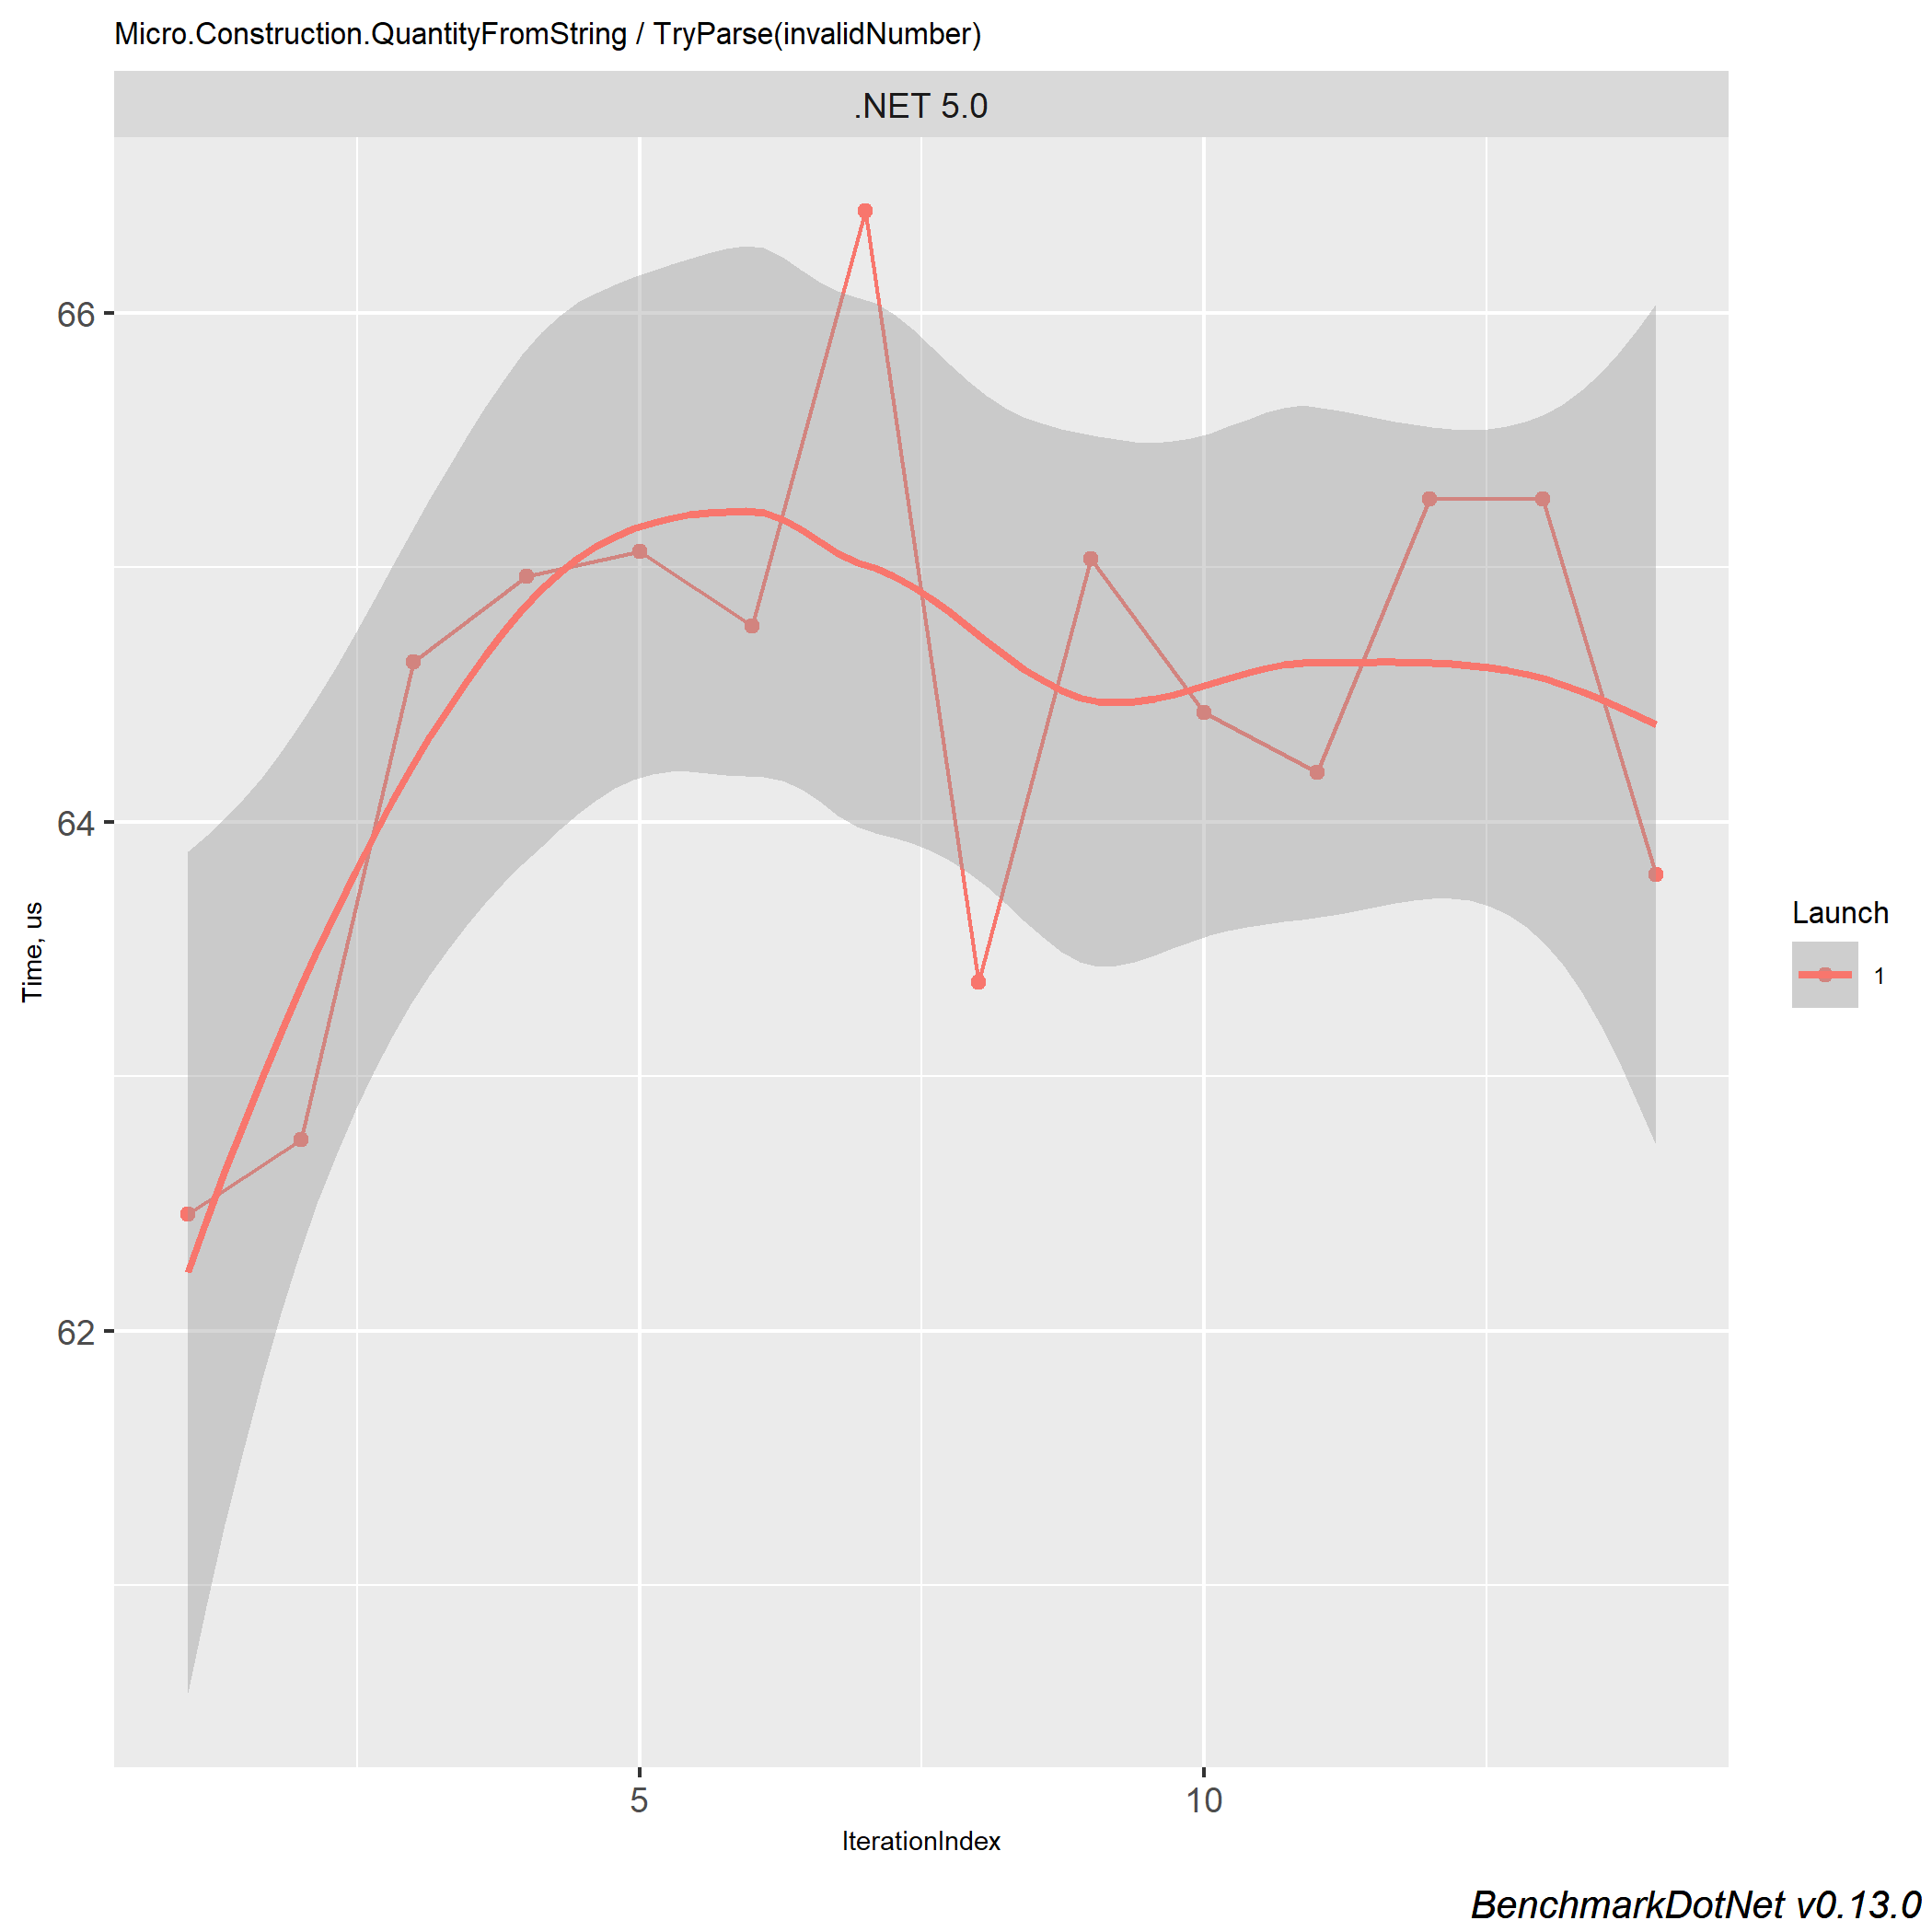 Micro.Construction.QuantityFromString / TryParse(invalidNumber)
.NET 5.0
66
64
62
Time, us
5
10
IterationIndex
Launch
1
BenchmarkDotNet v0.13.0